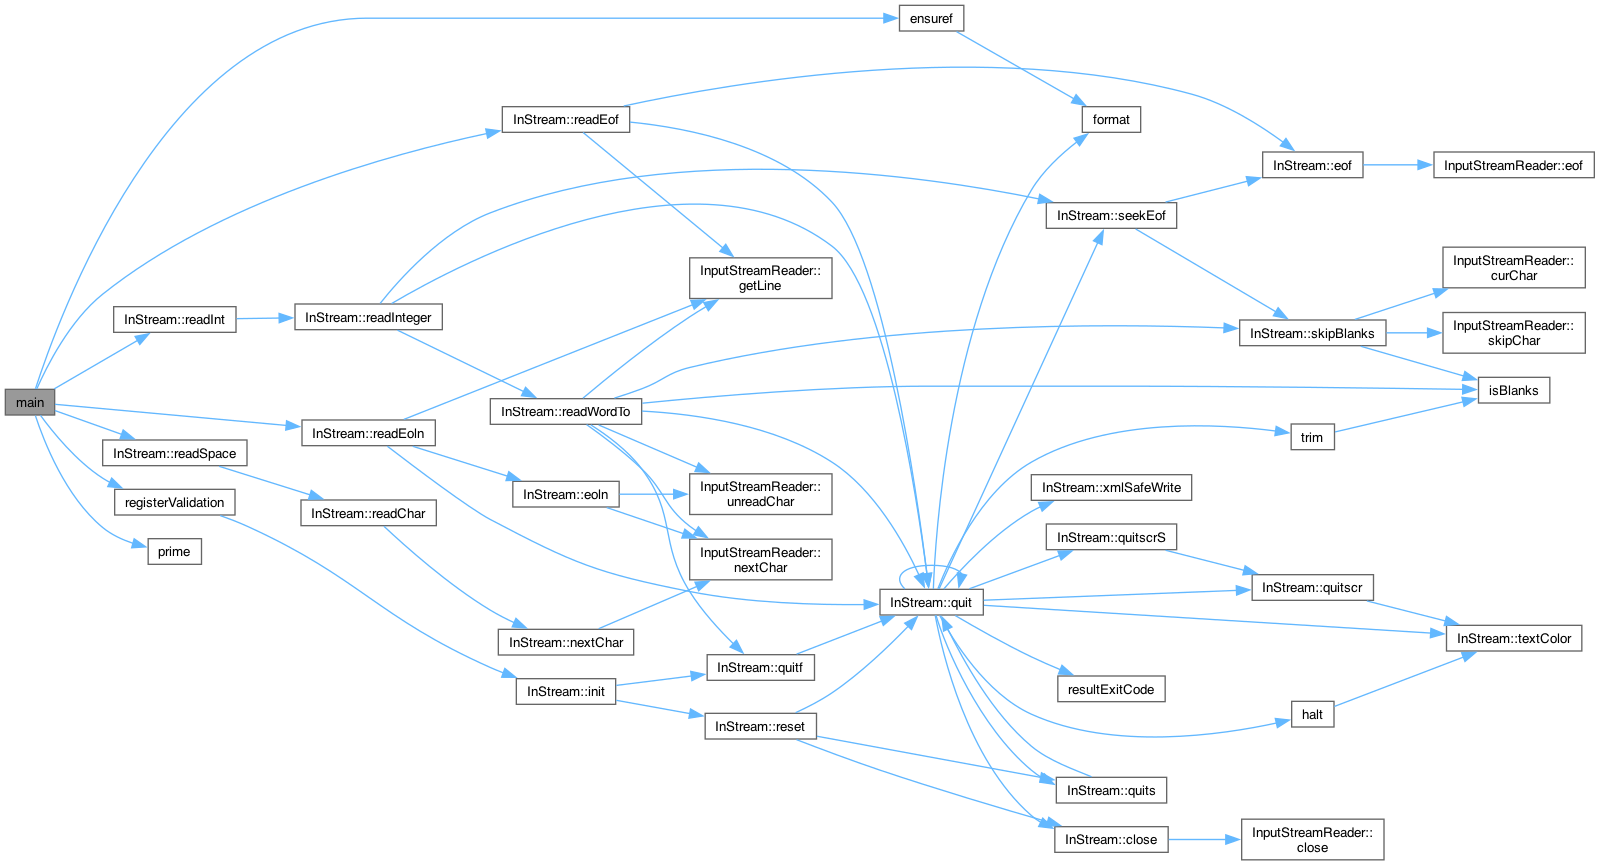 ensuref
InStream::readEof
format
InStream::eof
InputStreamReader::eof
InStream::seekEof
InputStreamReader::
getLine
InputStreamReader::
curChar
InStream::readInt
InStream::readInteger
InStream::skipBlanks
InputStreamReader::
skipChar
main
InStream::readWordTo
isBlanks
InStream::readEoln
trim
InStream::readSpace
InStream::eoln
InputStreamReader::
unreadChar
InStream::xmlSafeWrite
registerValidation
InStream::readChar
InStream::quitscrS
prime
InputStreamReader::
nextChar
InStream::quitscr
InStream::quit
InStream::nextChar
InStream::textColor
InStream::quitf
InStream::init
resultExitCode
InStream::reset
halt
InStream::quits
InStream::close
InputStreamReader::
close